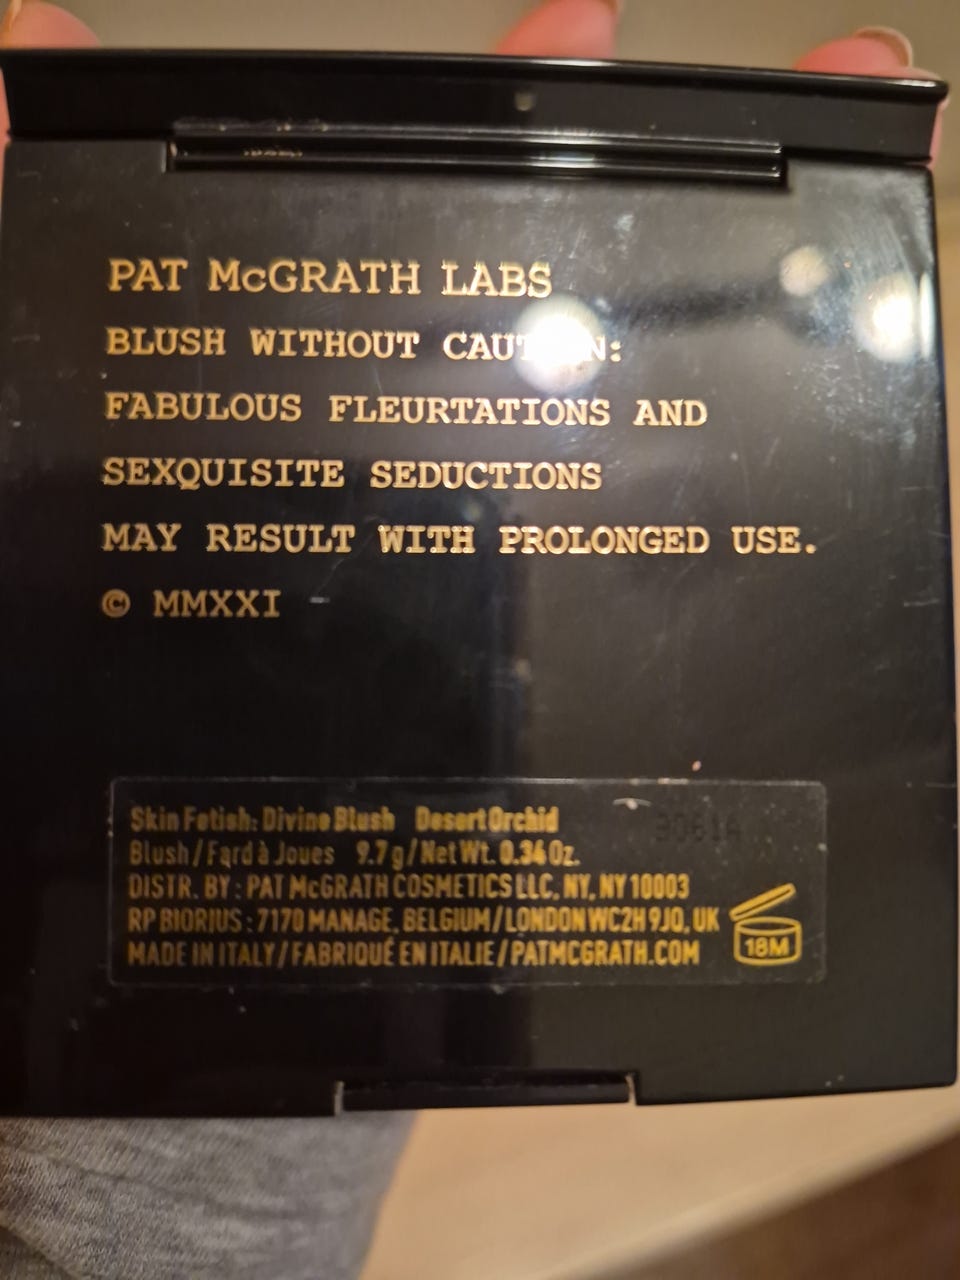 PAT McGRATH LABS
BLUSH WITHOUT CAUTION:
FABULOUS FLEURTATIONS AND
SEXQUISITE SEDUCTIONS
MAY RESULT WITH PROLONGED USE.
© MMXXI
Skin Fetish: Divine Blush Desert Orchid
Blush/Fard à Joues 9.7 g/Net Wt. 0.34 Oz.
DISTR. BY : PAT McGRATH COSMETICS LLC, NY, NY 10003
RP BIORIUS : 7170 MANAGE, BELGIUM/LONDON WC2H 9JQ, UK
MADE IN ITALY/FABRIQUÉ EN ITALIE/PATMCGRATH.COM
18M